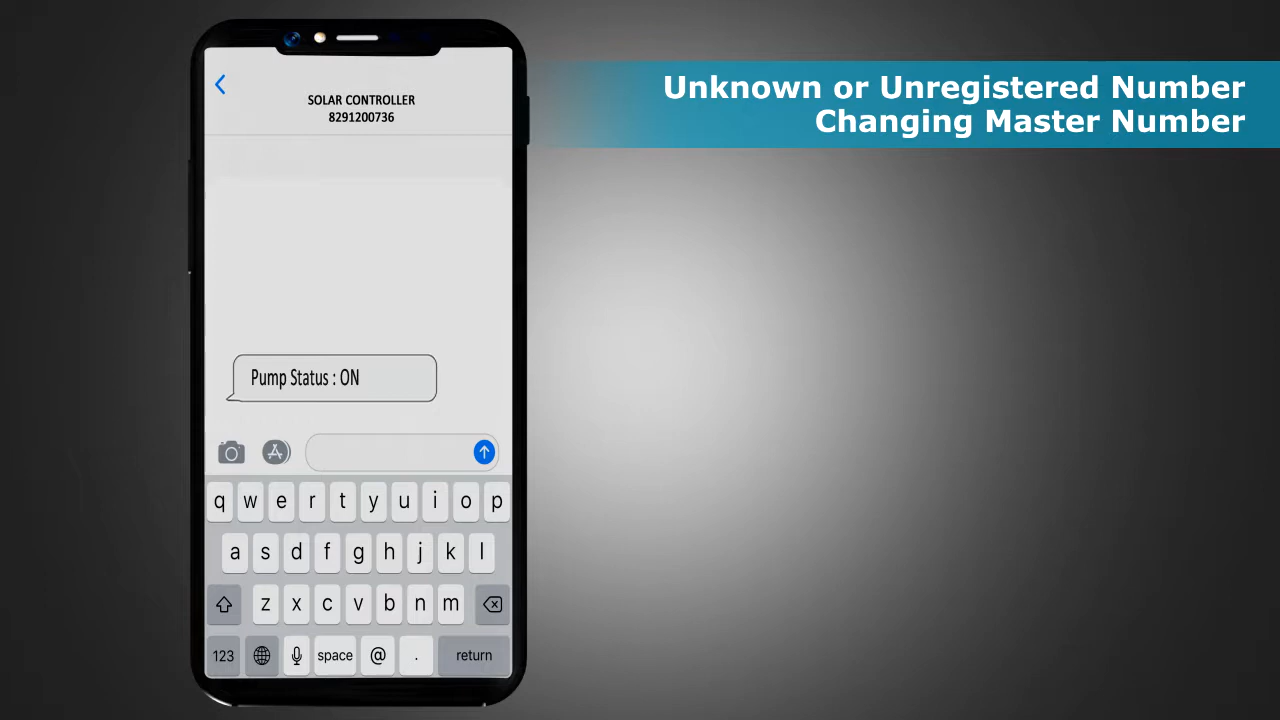 Unknown or Unregistered Number
Changing Master Number
SOLAR CONTROLLER
8291200736
Pump Status : ON
q w e r t y u i o p
a s d f g h j k l
z x c v b n m
123 space @ . return